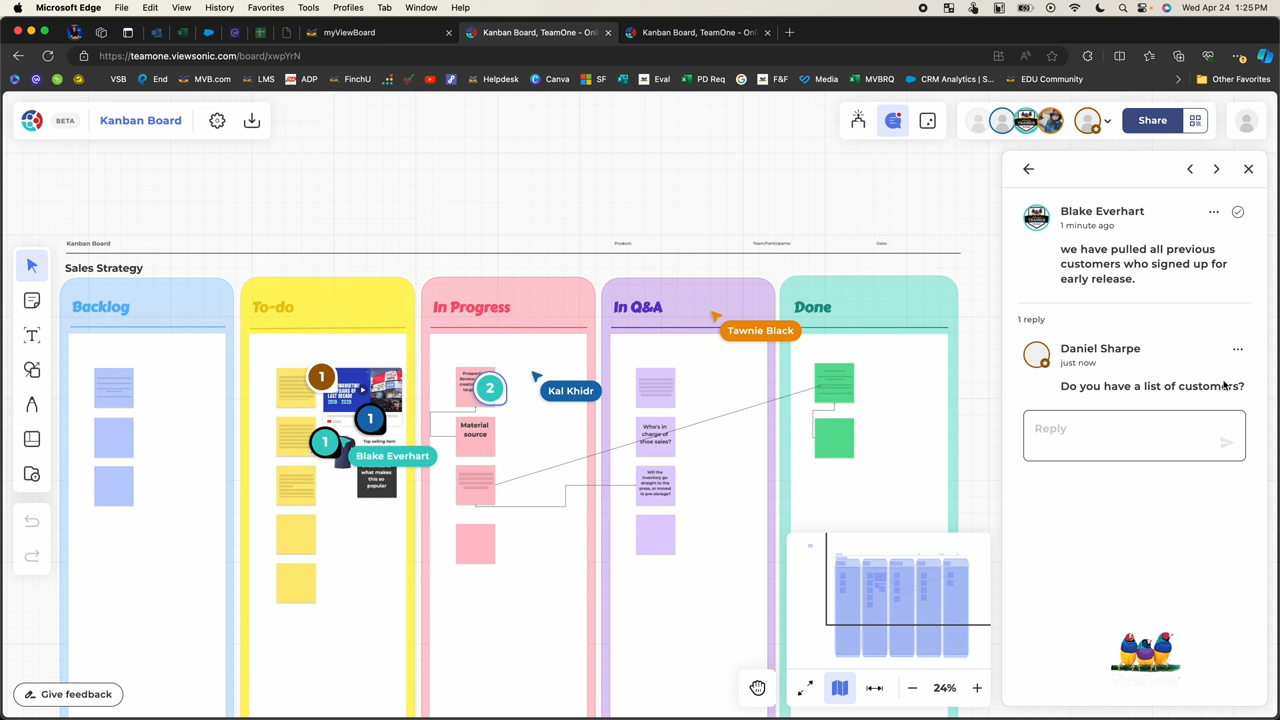 Microsoft Edge File Edit View History Favorites Tools Profiles Tab Window Help
Wed Apr 24 1:25 PM
myViewBoard
Kanban Board, TeamOne - Onli
Kanban Board, TeamOne - Onli
https://teamone.viewsonic.com/board/xwpYrN
VSB End MVB.com LMS ADP FinchU Helpdesk Canva SF Eval PD Req F&F Media MVBRQ CRM Analytics | S... EDU Community Other Favorites
BETA Kanban Board
Share
Blake Everhart
1 minute ago
we have pulled all previous
customers who signed up for
early release.
1 reply
Daniel Sharpe
just now
Do you have a list of customers?
Reply
ViewSonic
Kanban Board Product: Team/Participants: Date:
Sales Strategy
Backlog
To-do
In Progress
In Q&A
Done
Tawnie Black
Kal Khidr
Blake Everhart
1
1
1
2
Top selling item
what makes
this so
popular
Material
source
Who's in
charge of
shoe sales?
Will the
inventory go
straight to the
press, or moved
to pre-storage?
24%
Give feedback